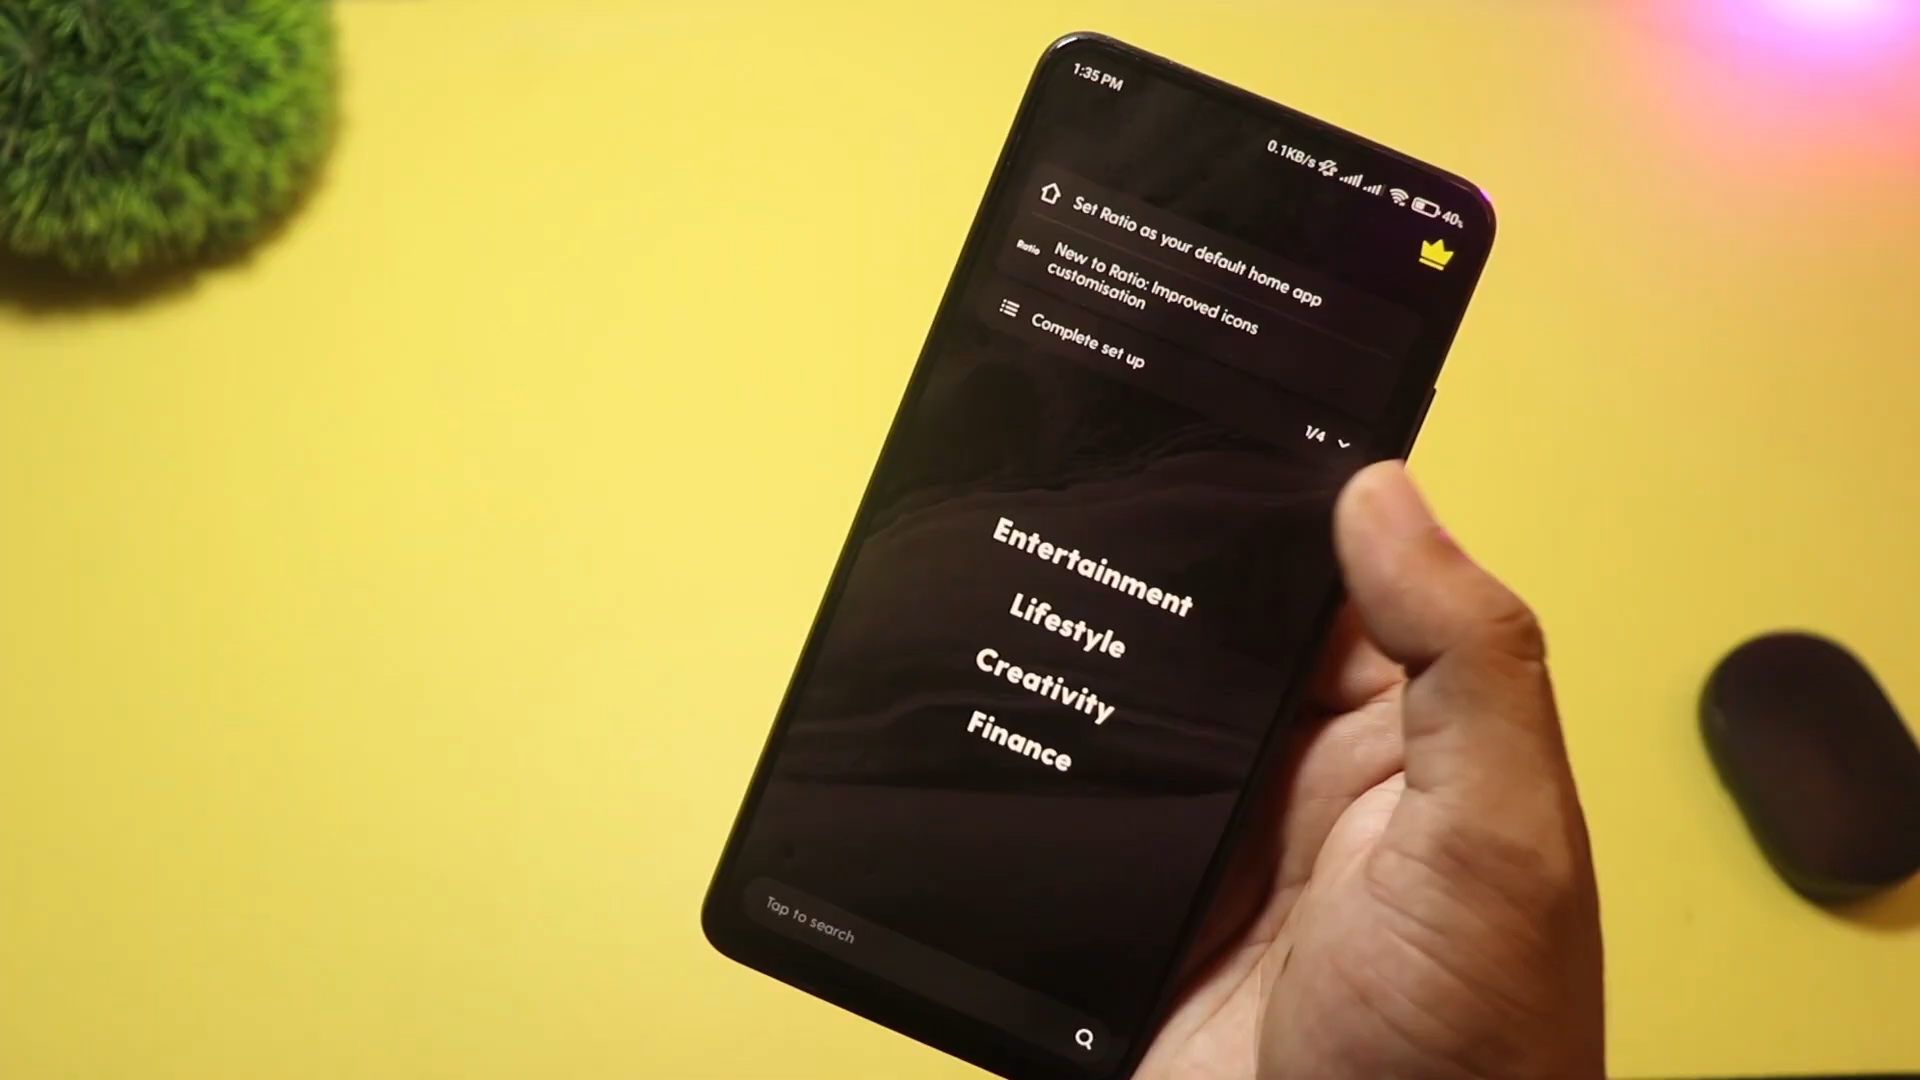 1:35 PM
0.1KB/s
40%
Set Ratio as your default home app
Ratio
New to Ratio: Improved icons
customisation
Complete set up
1/4
Entertainment
Lifestyle
Creativity
Finance
Tap to search